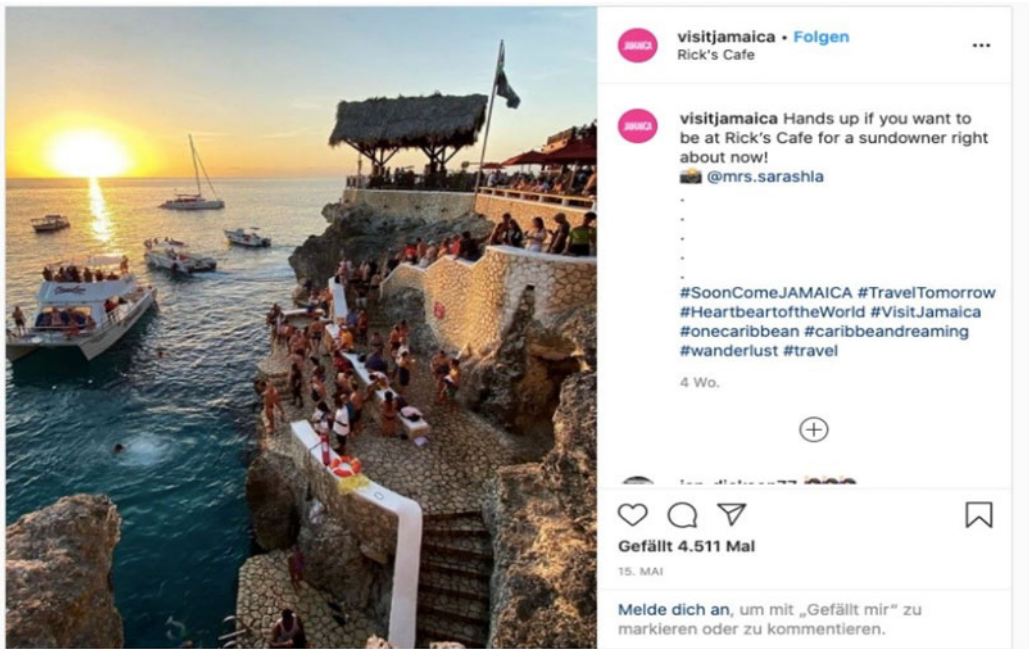 JAMAICA
visitjamaica • Folgen
Rick's Cafe
JAMAICA
visitjamaica Hands up if you want to
be at Rick's Cafe for a sundowner right
about now!
@mrs.sarashla
.
.
.
.
.
#SoonComeJAMAICA #TravelTomorrow
#HeartbeartoftheWorld #VisitJamaica
#onecaribbean #caribbeandreaming
#wanderlust #travel
4 Wo.
Gefällt 4.511 Mal
15. MAI
Melde dich an, um mit „Gefällt mir“ zu
markieren oder zu kommentieren.